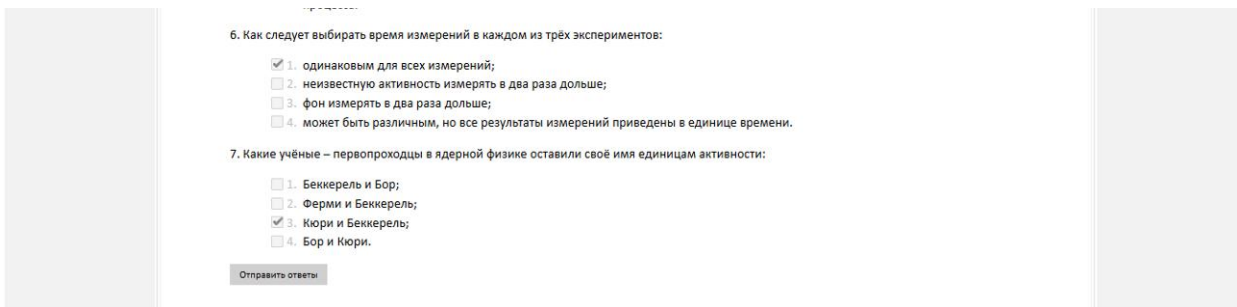 6. Как следует выбирать время измерений в каждом из трёх экспериментов:
1. одинаковым для всех измерений;
2. неизвестную активность измерять в два раза дольше;
3. фон измерять в два раза дольше;
4. может быть различным, но все результаты измерений приведены в единице времени.
7. Какие учёные – первопроходцы в ядерной физике оставили своё имя единицам активности:
1. Беккерель и Бор;
2. Ферми и Беккерель;
3. Кюри и Беккерель;
4. Бор и Кюри.
Отправить ответы